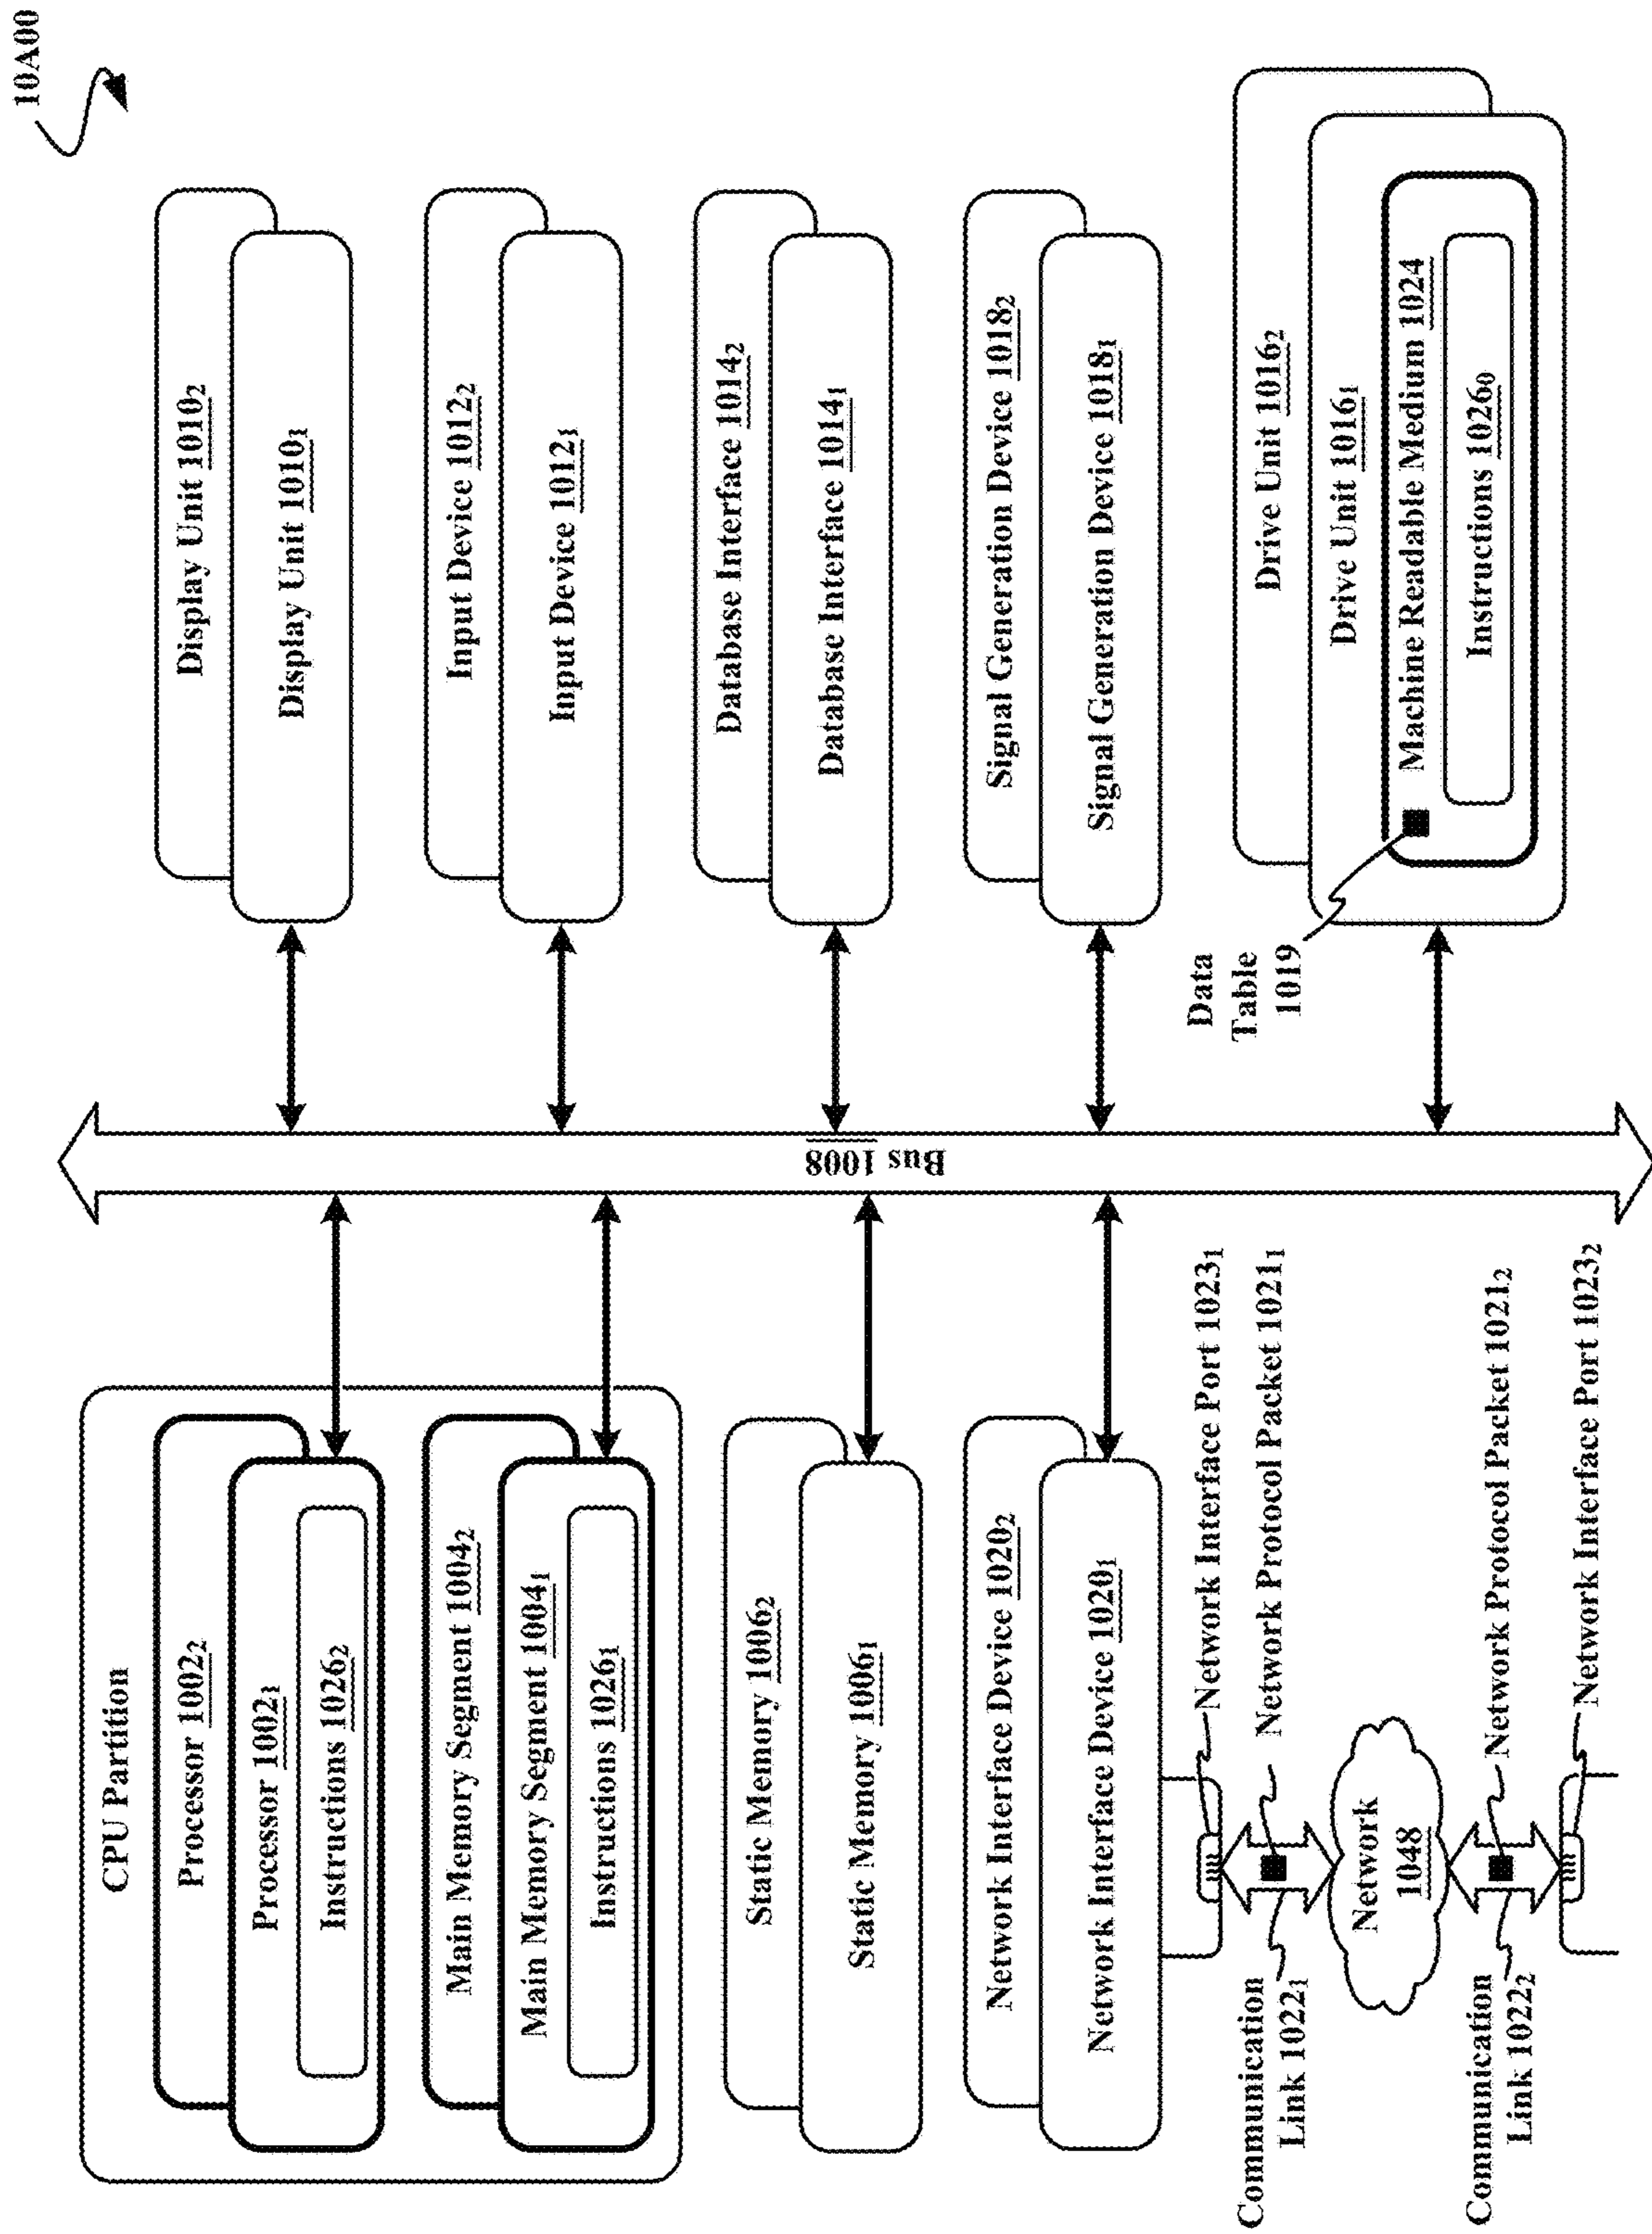 10A00
CPU Partition
Processor 1002₂
Processor 1002₁
Instructions 1026₂
Main Memory Segment 1004₂
Main Memory Segment 1004₁
Instructions 1026₁
Static Memory 1006₂
Static Memory 1006₁
Network Interface Device 1020₂
Network Interface Device 1020₁
Network Interface Port 1023₁
Network Protocol Packet 1021₁
Communication
Link 1022₁
Network
1048
Network Protocol Packet 1021₂
Communication
Link 1022₂
Network Interface Port 1023₂
Bus 1008
Display Unit 1010₂
Display Unit 1010₁
Input Device 1012₂
Input Device 1012₁
Database Interface 1014₂
Database Interface 1014₁
Signal Generation Device 1018₂
Signal Generation Device 1018₁
Data
Table
1019
Drive Unit 1016₂
Drive Unit 1016₁
Machine Readable Medium 1024
Instructions 1026₀